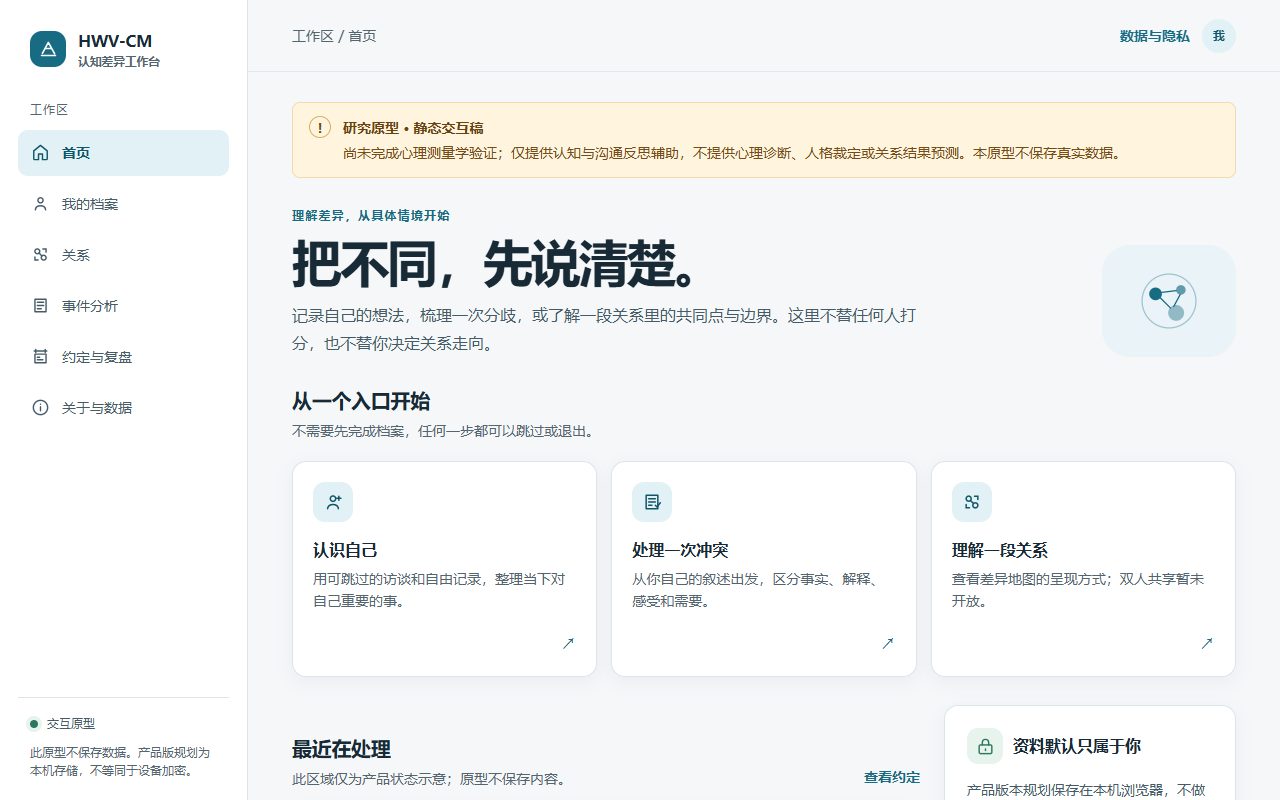 HWV-CM
认知差异工作台
工作区
首页
我的档案
关系
事件分析
约定与复盘
关于与数据
交互原型
此原型不保存数据。产品版规划为
本机存储，不等同于设备加密。
工作区 / 首页
数据与隐私
我
!
研究原型 • 静态交互稿
尚未完成心理测量学验证；仅提供认知与沟通反思辅助，不提供心理诊断、人格裁定或关系结果预测。本原型不保存真实数据。
理解差异，从具体情境开始
把不同，先说清楚。
记录自己的想法，梳理一次分歧，或了解一段关系里的共同点与边界。这里不替任何人打
分，也不替你决定关系走向。
从一个入口开始
不需要先完成档案，任何一步都可以跳过或退出。
认识自己
用可跳过的访谈和自由记录，整理当下对
自己重要的事。
↗
处理一次冲突
从你自己的叙述出发，区分事实、解释、
感受和需要。
↗
理解一段关系
查看差异地图的呈现方式；双人共享暂未
开放。
↗
最近在处理
此区域仅为产品状态示意；原型不保存内容。
查看约定
资料默认只属于你
产品版本规划保存在本机浏览器，不做